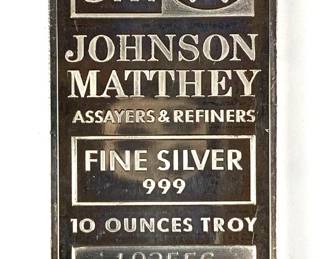 JOHNSON
MATTHEY
ASSAYERS & REFINERS
FINE SILVER
999
10 OUNCES TROY